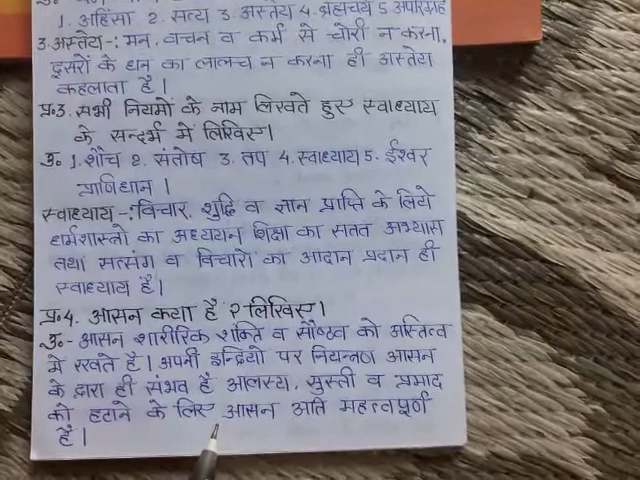 1. अहिंसा 2. सत्य 3. अस्तेय 4. ब्रह्मचर्य 5. अपरिग्रह
3. अस्तेय -: मन, वचन व कर्म से चोरी न करना,
दूसरों के धन का लालच न करना ही अस्तेय
कहलाता है।
प्र॰3. सभी नियमों के नाम लिखते हुए स्वाध्याय
के सन्दर्भ में लिखिए।
उ॰ 1. शौच 2. संतोष 3. तप 4. स्वाध्याय 5. ईश्वर
प्राणिधान।
स्वाध्याय -: विचार, शुद्धि व ज्ञान प्राप्ति के लिये
धर्मशास्त्रो का अध्ययन शिक्षा का सतत अभ्यास
तथा सत्संग व विचारो का आदान प्रदान ही
स्वाध्याय है।
प्र॰4. आसन क्या है ? लिखिए।
उ॰- आसन शारीरिक शक्ति व सौष्ठव को अस्तित्व
मे रखते है। अपनी इन्द्रियो पर नियन्त्रण आसन
के द्वारा ही संभव है आलस्य, सुस्ती व प्रमाद
को हटाने के लिए आसन अति महत्वपूर्ण
है।